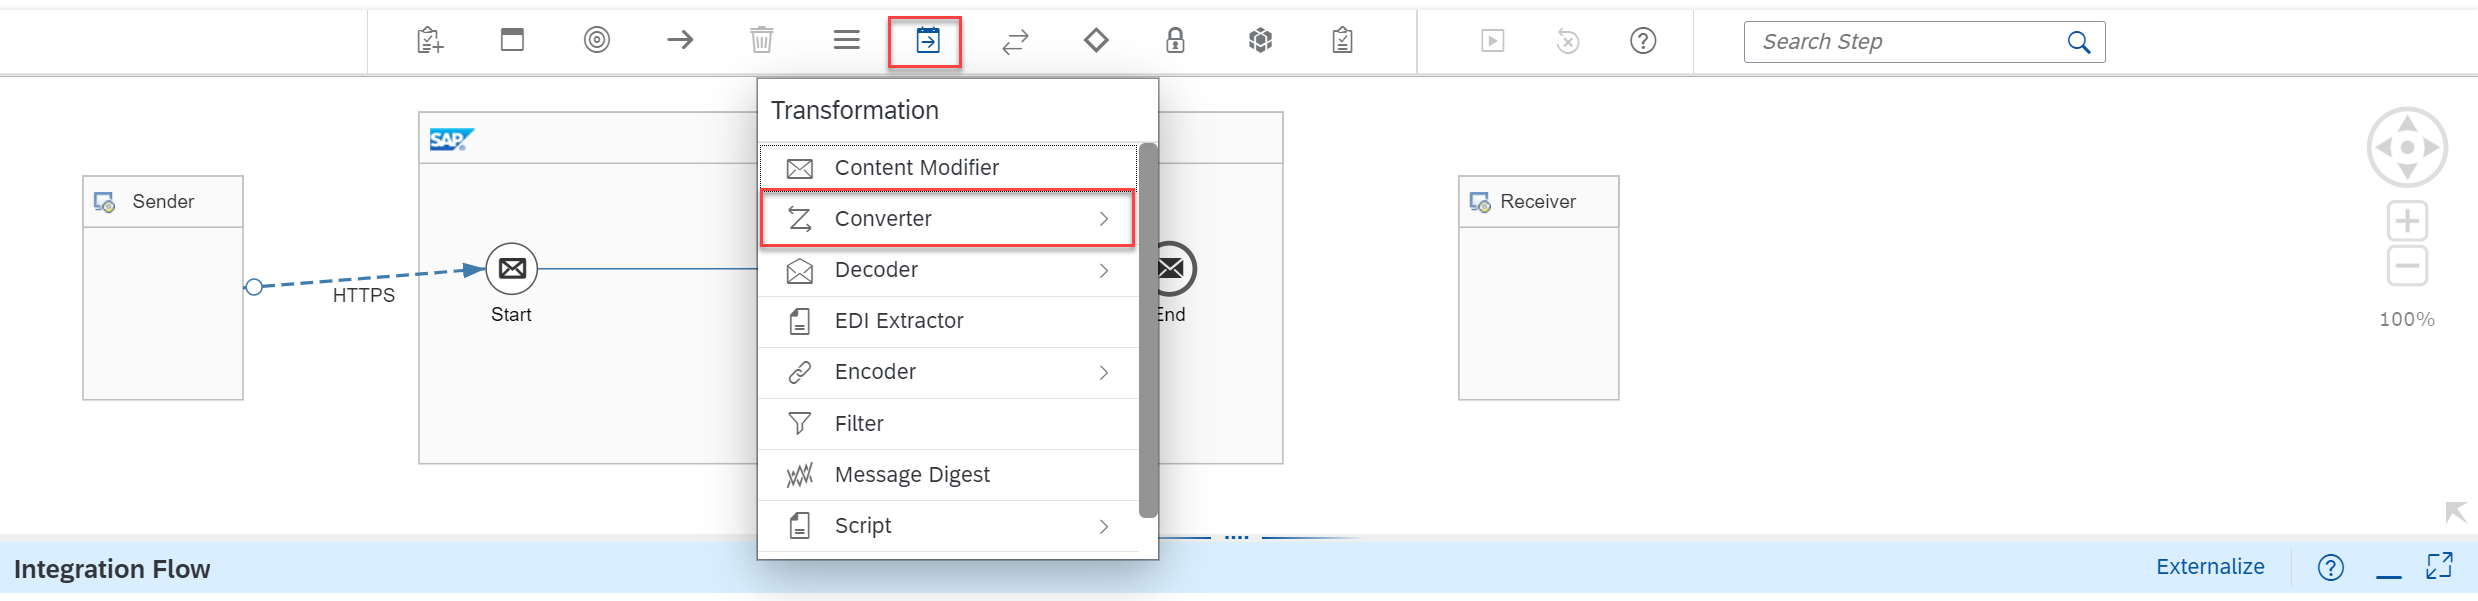 Search Step
Transformation
Content Modifier
Converter
Decoder
EDI Extractor
Encoder
Filter
Message Digest
Script
SAP
Sender
HTTPS
Start
End
Receiver
100%
Integration Flow
Externalize